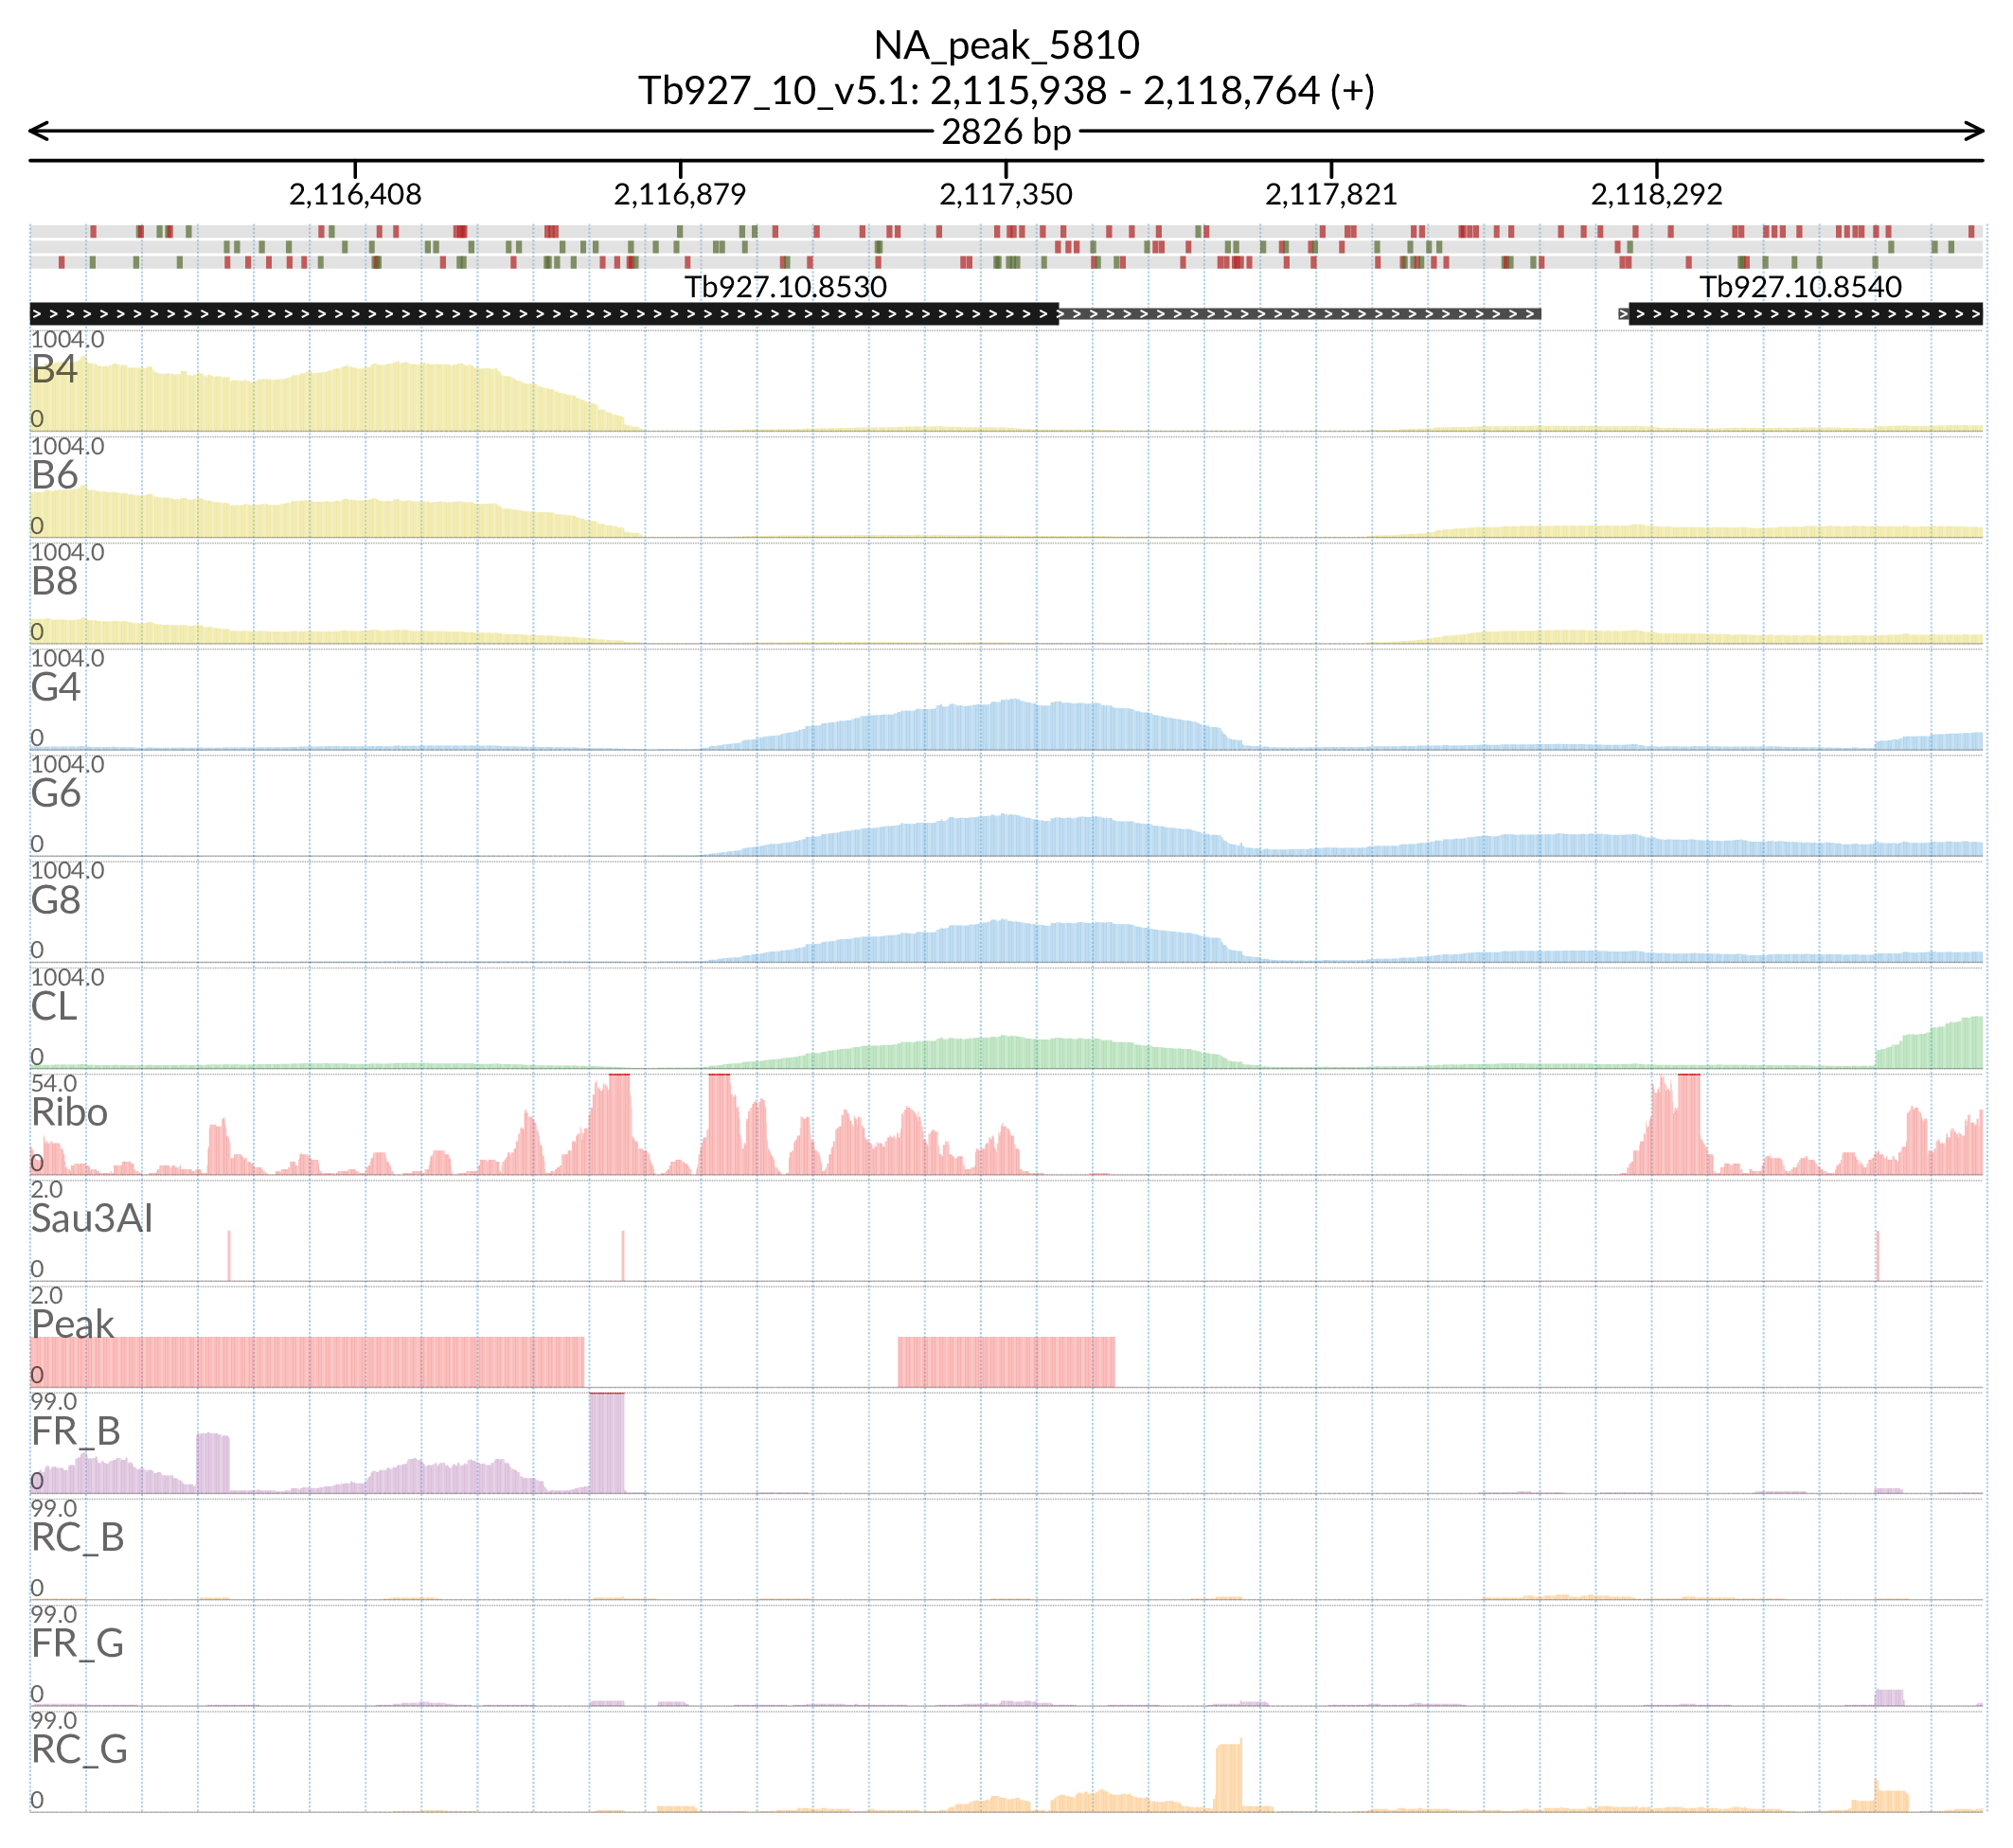 NA_peak_5810
Tb927_10_v5.1: 2,115,938 - 2,118,764 (+)
2826 bp
2,116,408 2,116,879 2,117,350 2,117,821 2,118,292
Tb927.10.8530 Tb927.10.8540
1004.0
B4
0
1004.0
B6
0
1004.0
B8
0
1004.0
G4
0
1004.0
G6
0
1004.0
G8
0
1004.0
CL
0
54.0
Ribo
0
2.0
Sau3AI
0
2.0
Peak
0
99.0
FR_B
0
99.0
RC_B
0
99.0
FR_G
0
99.0
RC_G
0